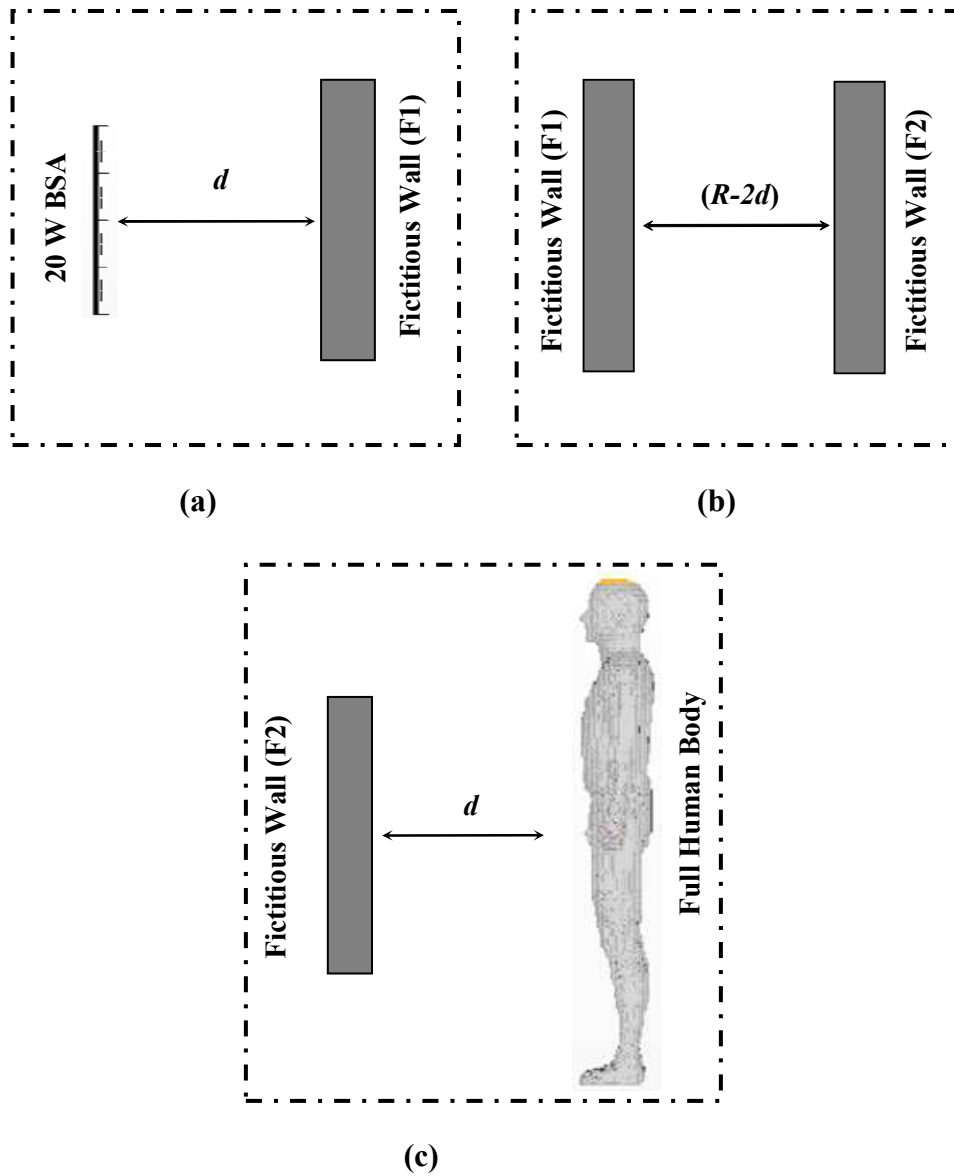 20 W BSA
d
Fictitious Wall (F1)
(a)
Fictitious Wall (F1)
(R-2d)
Fictitious Wall (F2)
(b)
Fictitious Wall (F2)
d
Full Human Body
(c)